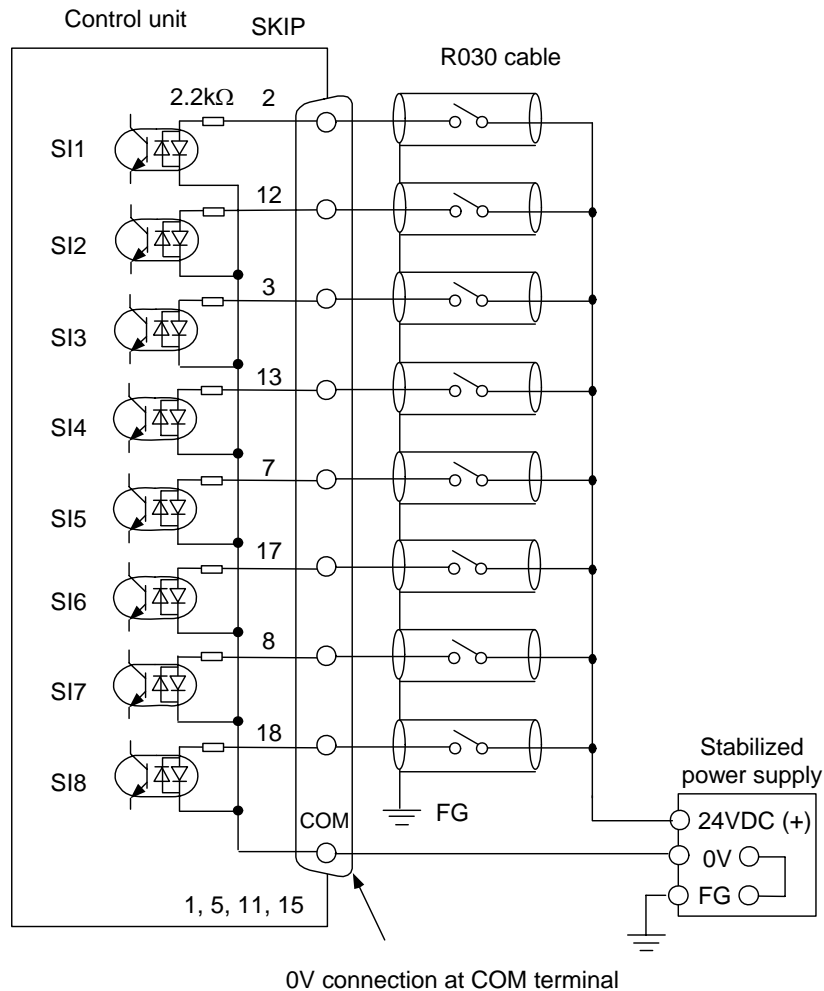 Control unit
SKIP
R030 cable
2.2kΩ 2
SI1
12
SI2
3
SI3
13
SI4
7
SI5
17
SI6
8
SI7
18
SI8
Stabilized
power supply
COM
FG
24VDC (+)
0V
FG
1, 5, 11, 15
0V connection at COM terminal